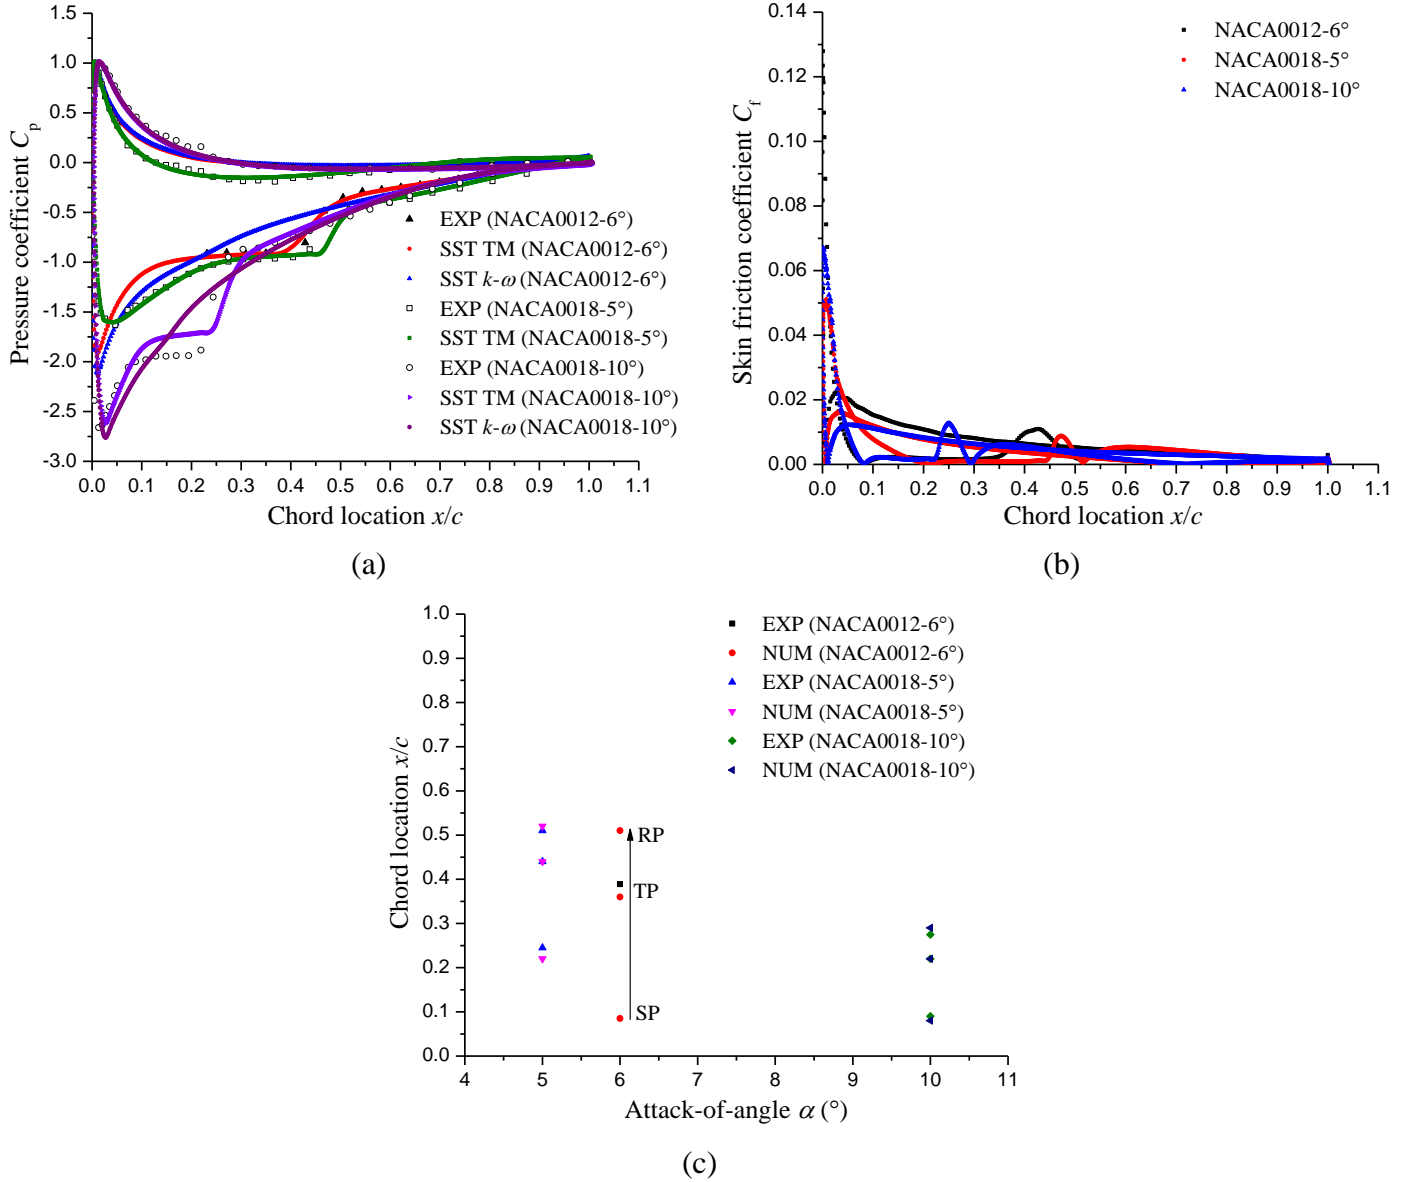 1.5
1.0
0.5
0.0
-0.5
-1.0
-1.5
-2.0
-2.5
-3.0
Pressure coefficient Cp
0.0 0.1 0.2 0.3 0.4 0.5 0.6 0.7 0.8 0.9 1.0 1.1
Chord location x/c
EXP (NACA0012-6°)
SST TM (NACA0012-6°)
SST k-ω (NACA0012-6°)
EXP (NACA0018-5°)
SST TM (NACA0018-5°)
EXP (NACA0018-10°)
SST TM (NACA0018-10°)
SST k-ω (NACA0018-10°)
(a)
0.14
0.12
0.10
0.08
0.06
0.04
0.02
0.00
Skin friction coefficient Cf
0.0 0.1 0.2 0.3 0.4 0.5 0.6 0.7 0.8 0.9 1.0 1.1
Chord location x/c
NACA0012-6°
NACA0018-5°
NACA0018-10°
(b)
1.0
0.9
0.8
0.7
0.6
0.5
0.4
0.3
0.2
0.1
0.0
Chord location x/c
4 5 6 7 8 9 10 11
Attack-of-angle α (°)
EXP (NACA0012-6°)
NUM (NACA0012-6°)
EXP (NACA0018-5°)
NUM (NACA0018-5°)
EXP (NACA0018-10°)
NUM (NACA0018-10°)
RP
TP
SP
(c)